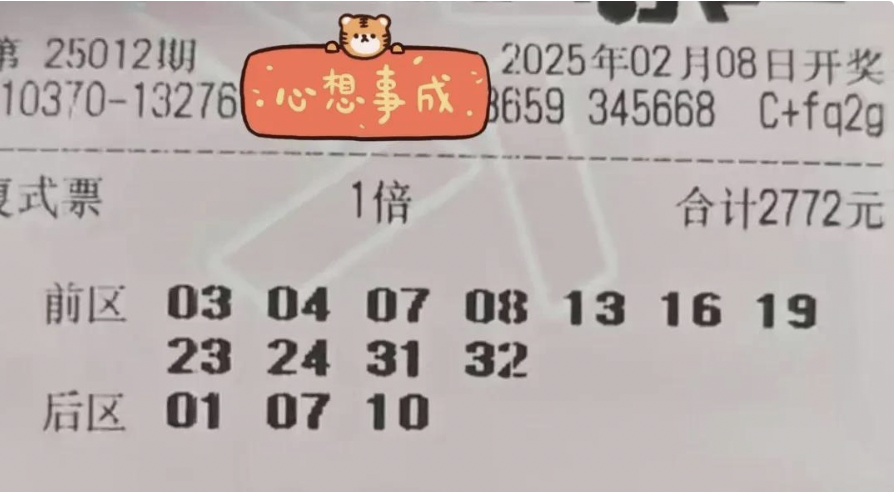 第 25012期
心想事成
2025年02月08日开奖
10370-13276
8659 345668 C+fq2g
复式票 1倍 合计2772元
前区 03 04 07 08 13 16 19
23 24 31 32
后区 01 07 10